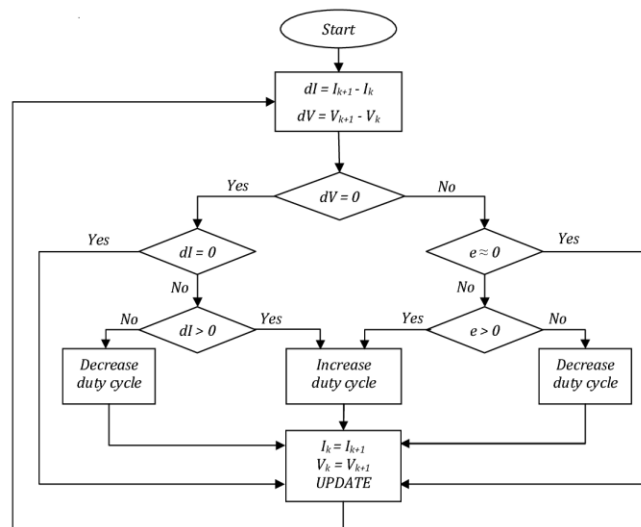 Start
dI = Iₖ₊₁ - Iₖ
dV = Vₖ₊₁ - Vₖ
Yes
dV = 0
No
Yes
dI = 0
e ≈ 0
Yes
No
No
No
dI > 0
Yes
Yes
e > 0
No
Decrease
duty cycle
Increase
duty cycle
Decrease
duty cycle
Iₖ = Iₖ₊₁
Vₖ = Vₖ₊₁
UPDATE